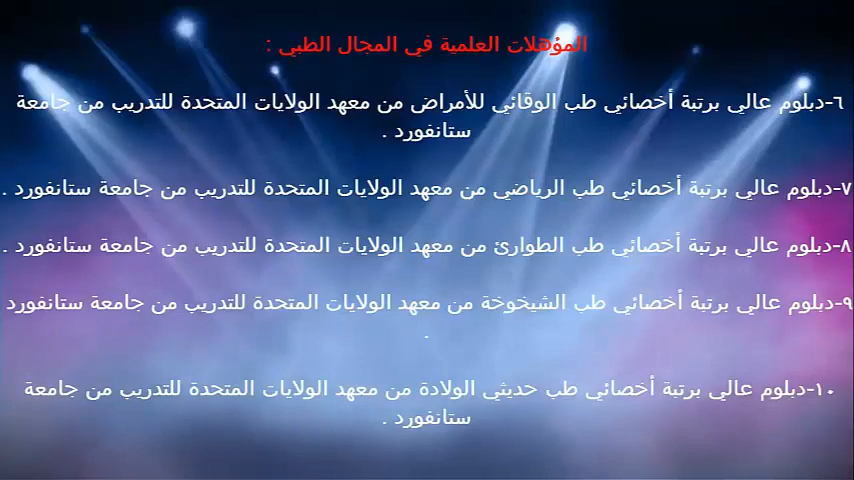 المؤهلات العلمية في المجال الطبي :
٦-دبلوم عالي برتبة أخصائي طب الوقائي للأمراض من معهد الولايات المتحدة للتدريب من جامعة
ستانفورد .
٧-دبلوم عالي برتبة أخصائي طب الرياضي من معهد الولايات المتحدة للتدريب من جامعة ستانفورد .
٨-دبلوم عالي برتبة أخصائي طب الطوارئ من معهد الولايات المتحدة للتدريب من جامعة ستانفورد .
٩-دبلوم عالي برتبة أخصائي طب الشيخوخة من معهد الولايات المتحدة للتدريب من جامعة ستانفورد
.
١٠-دبلوم عالي برتبة أخصائي طب حديثي الولادة من معهد الولايات المتحدة للتدريب من جامعة
ستانفورد .